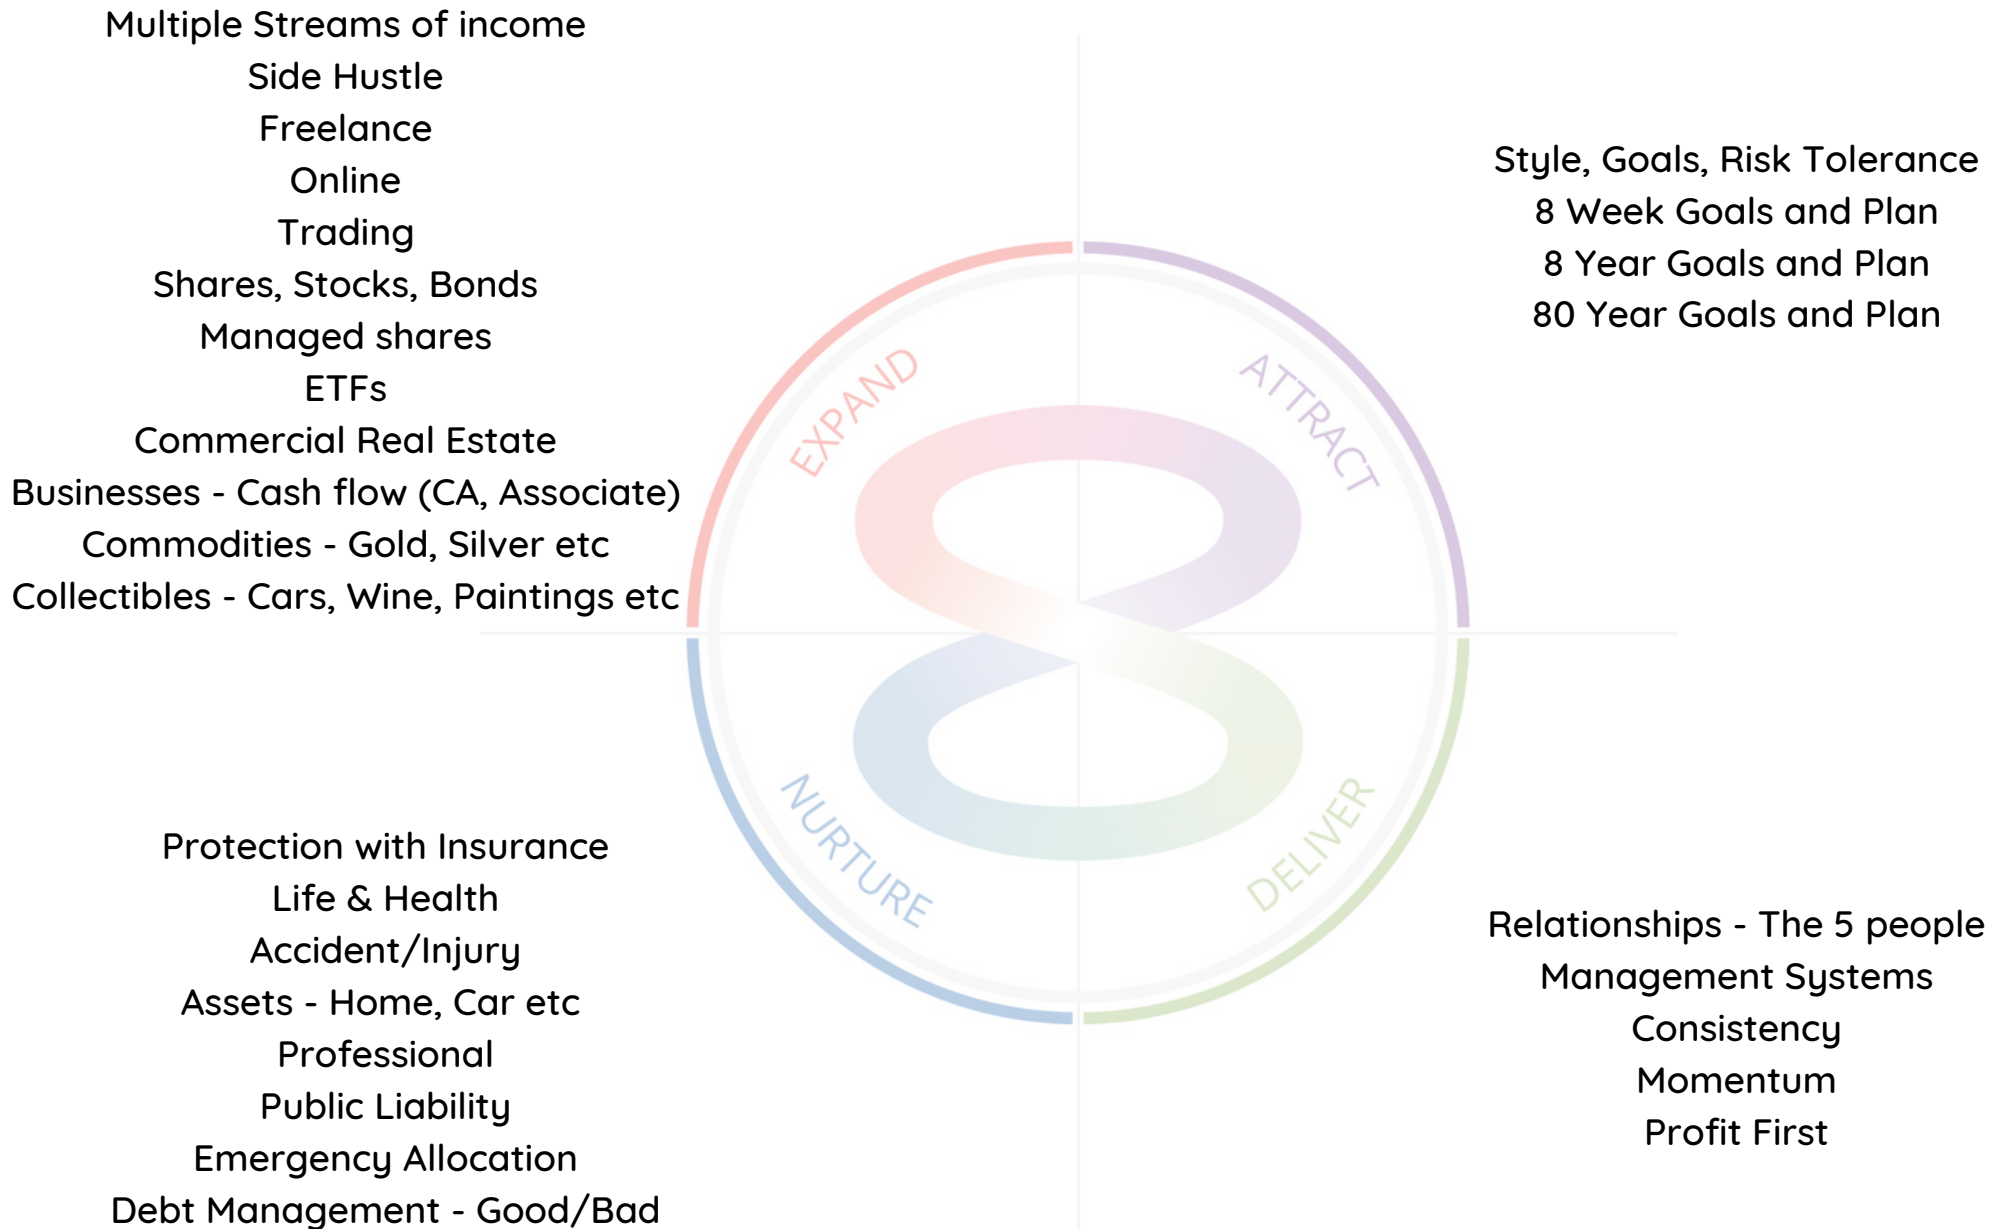 Multiple Streams of income
Side Hustle
Freelance
Online
Trading
Shares, Stocks, Bonds
Managed shares
ETFs
Commercial Real Estate
Businesses - Cash flow (CA, Associate)
Commodities - Gold, Silver etc
Collectibles - Cars, Wine, Paintings etc
EXPAND
ATTRACT
Style, Goals, Risk Tolerance
8 Week Goals and Plan
8 Year Goals and Plan
80 Year Goals and Plan
Protection with Insurance
Life & Health
Accident/Injury
Assets - Home, Car etc
Professional
Public Liability
Emergency Allocation
Debt Management - Good/Bad
NURTURE
DELIVER
Relationships - The 5 people
Management Systems
Consistency
Momentum
Profit First